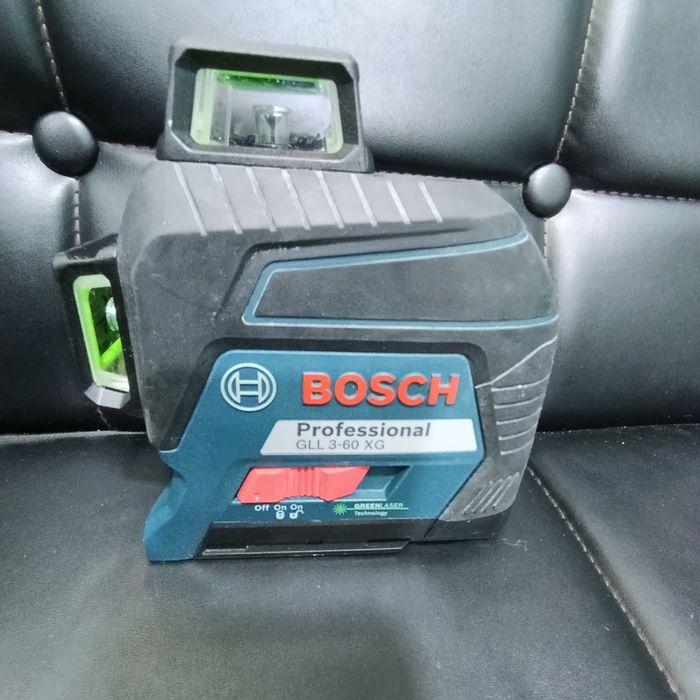 BOSCH
Professional
GLL 3-60 XG
Off On On
GREENLASER
Technology